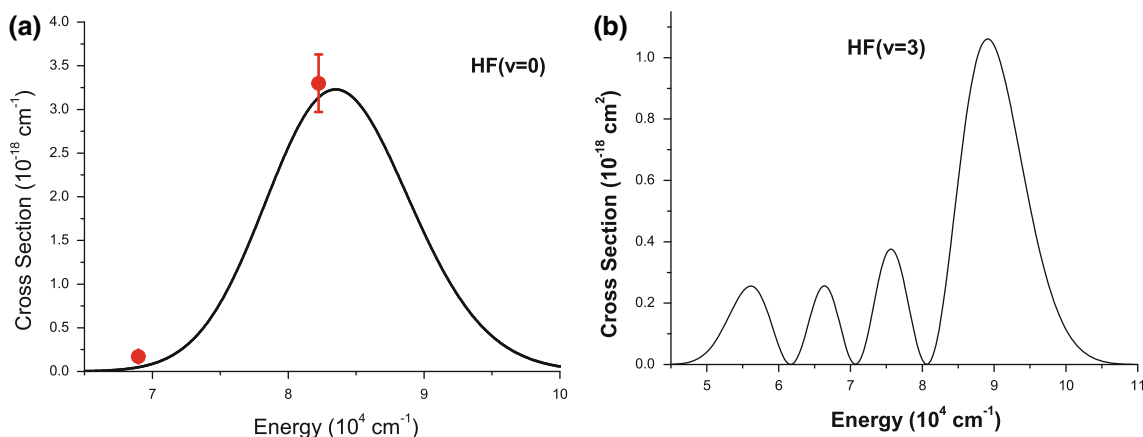 (a)
HF(v=0)
Cross Section (10⁻¹⁸ cm⁻¹)
4.0
3.5
3.0
2.5
2.0
1.5
1.0
0.5
0.0
7 8 9 10
Energy (10⁴ cm⁻¹)
(b)
HF(v=3)
Cross Section (10⁻¹⁸ cm²)
1.0
0.8
0.6
0.4
0.2
0.0
5 6 7 8 9 10 11
Energy (10⁴ cm⁻¹)